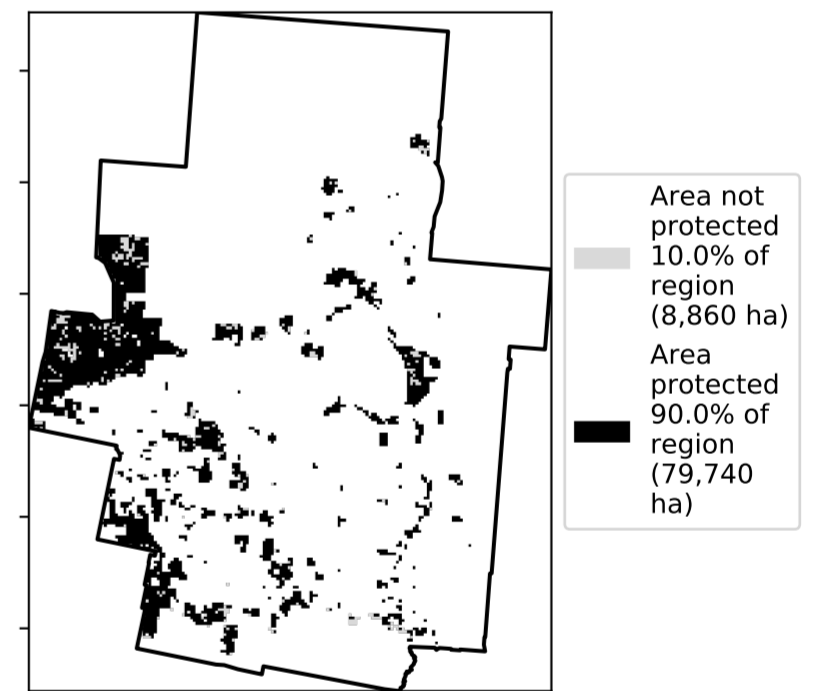 Area not
protected
10.0% of
region
(8,860 ha)
Area
protected
90.0% of
region
(79,740
ha)